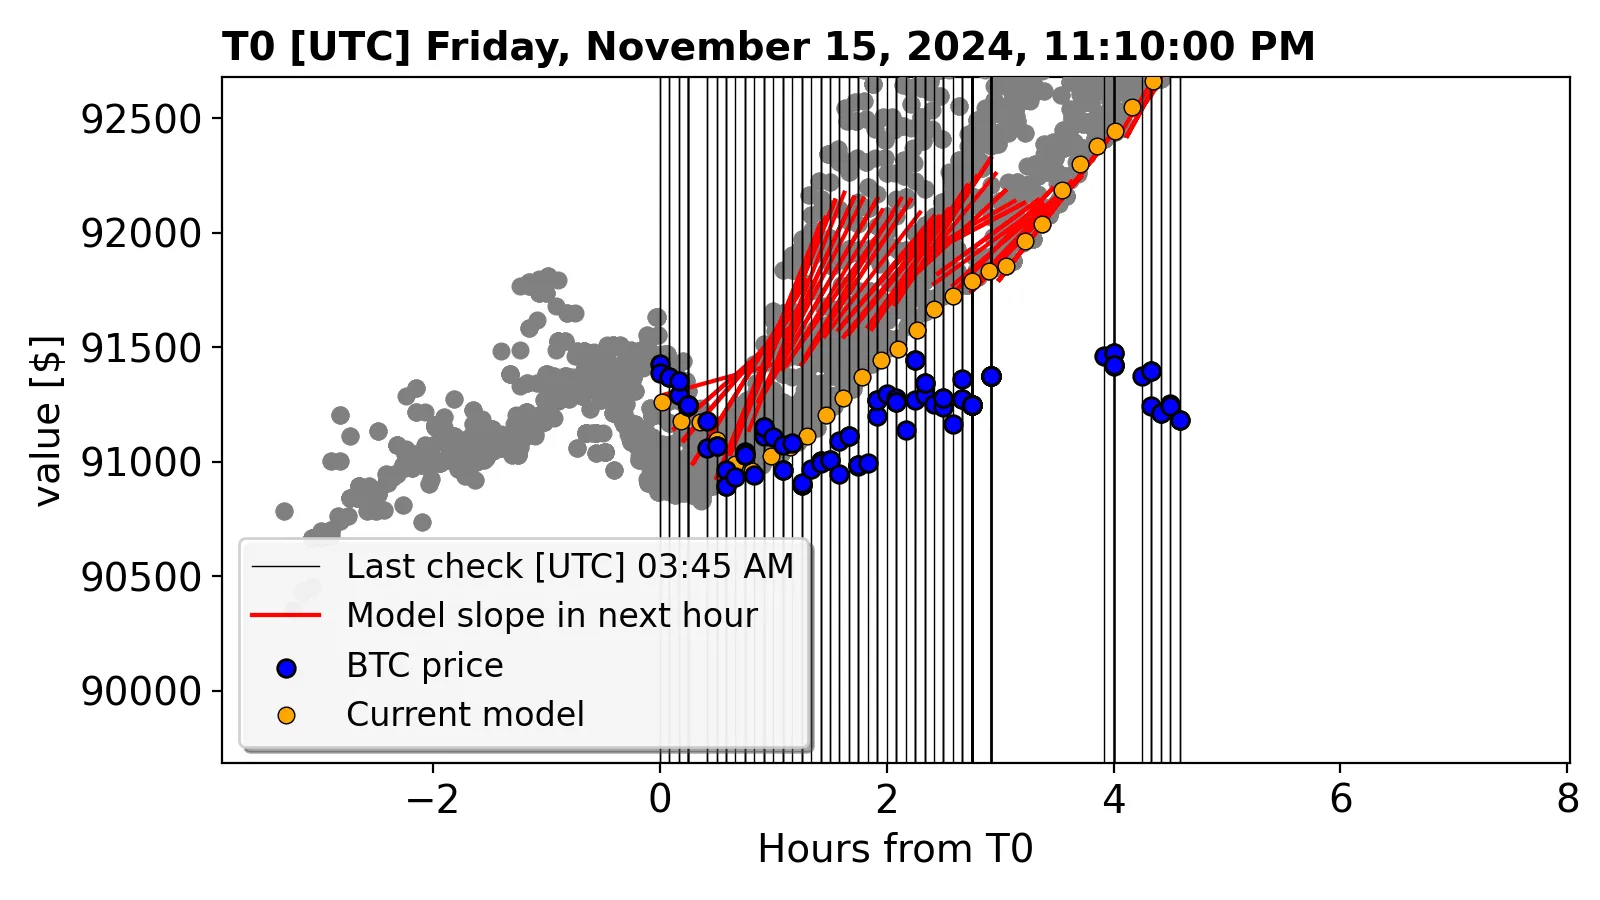 T0 [UTC] Friday, November 15, 2024, 11:10:00 PM
value [$]
92500
92000
91500
91000
90500
90000
Last check [UTC] 03:45 AM
Model slope in next hour
BTC price
Current model
−2 0 2 4 6 8
Hours from T0